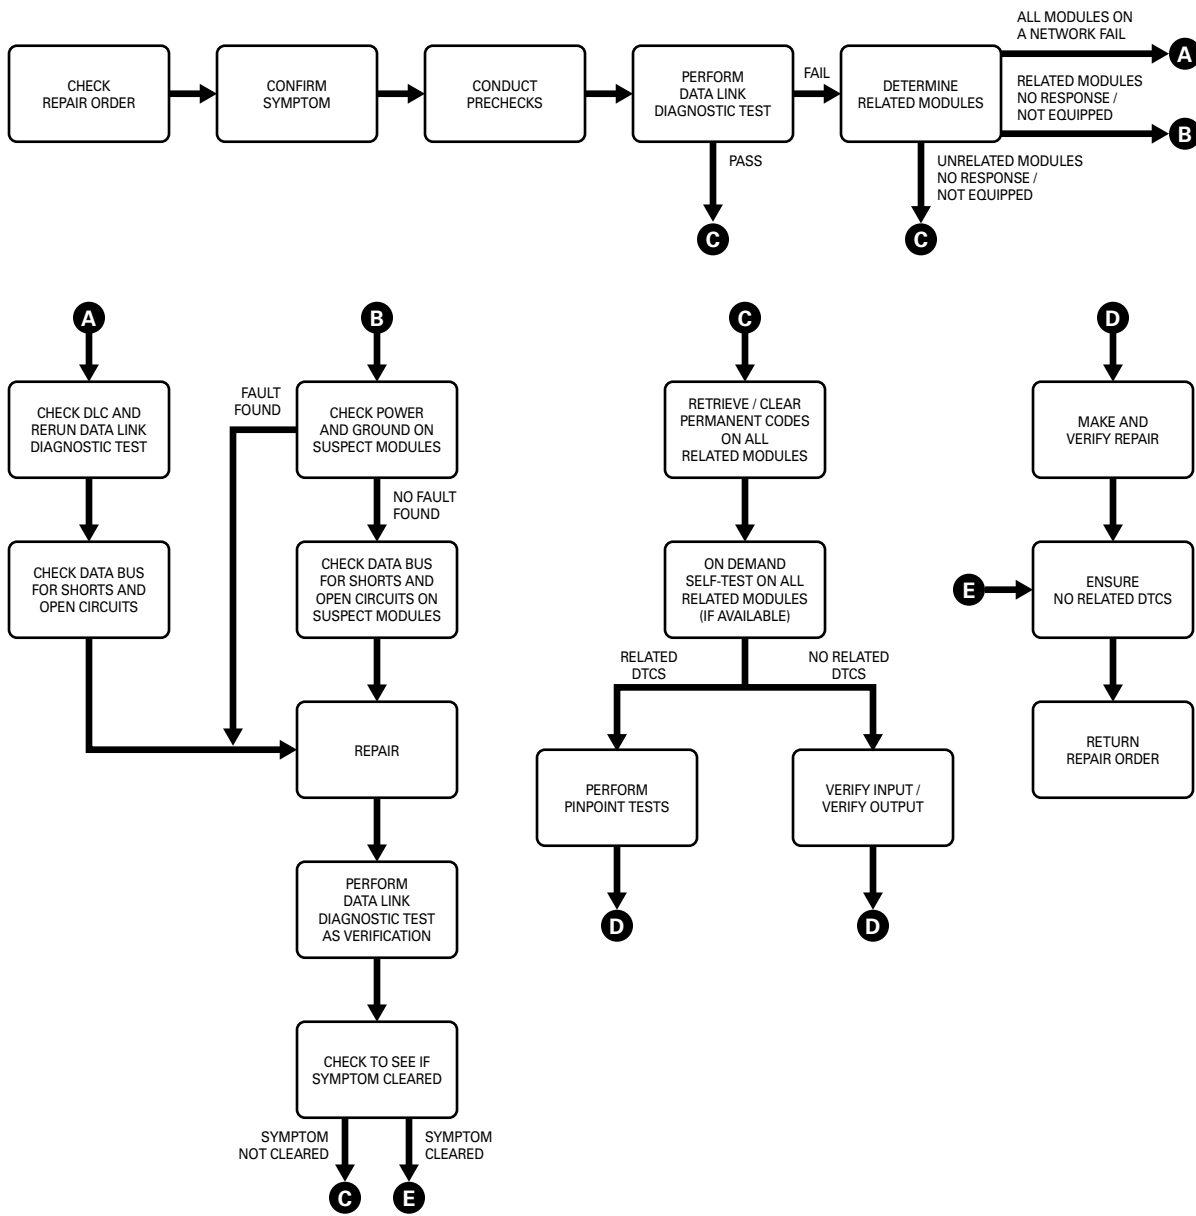 CHECK
REPAIR ORDER
CONFIRM
SYMPTOM
CONDUCT
PRECHECKS
PERFORM
DATA LINK
DIAGNOSTIC TEST
FAIL
DETERMINE
RELATED MODULES
ALL MODULES ON
A NETWORK FAIL
A
RELATED MODULES
NO RESPONSE /
NOT EQUIPPED
B
PASS
C
UNRELATED MODULES
NO RESPONSE /
NOT EQUIPPED
C
A
CHECK DLC AND
RERUN DATA LINK
DIAGNOSTIC TEST
CHECK DATA BUS
FOR SHORTS AND
OPEN CIRCUITS
B
FAULT
FOUND
CHECK POWER
AND GROUND ON
SUSPECT MODULES
NO FAULT
FOUND
CHECK DATA BUS
FOR SHORTS AND
OPEN CIRCUITS ON
SUSPECT MODULES
REPAIR
PERFORM
DATA LINK
DIAGNOSTIC TEST
AS VERIFICATION
CHECK TO SEE IF
SYMPTOM CLEARED
SYMPTOM
NOT CLEARED
SYMPTOM
CLEARED
C
E
C
RETRIEVE / CLEAR
PERMANENT CODES
ON ALL
RELATED MODULES
ON DEMAND
SELF-TEST ON ALL
RELATED MODULES
(IF AVAILABLE)
RELATED
DTCS
NO RELATED
DTCS
PERFORM
PINPOINT TESTS
VERIFY INPUT /
VERIFY OUTPUT
D
D
D
MAKE AND
VERIFY REPAIR
E
ENSURE
NO RELATED DTCS
RETURN
REPAIR ORDER